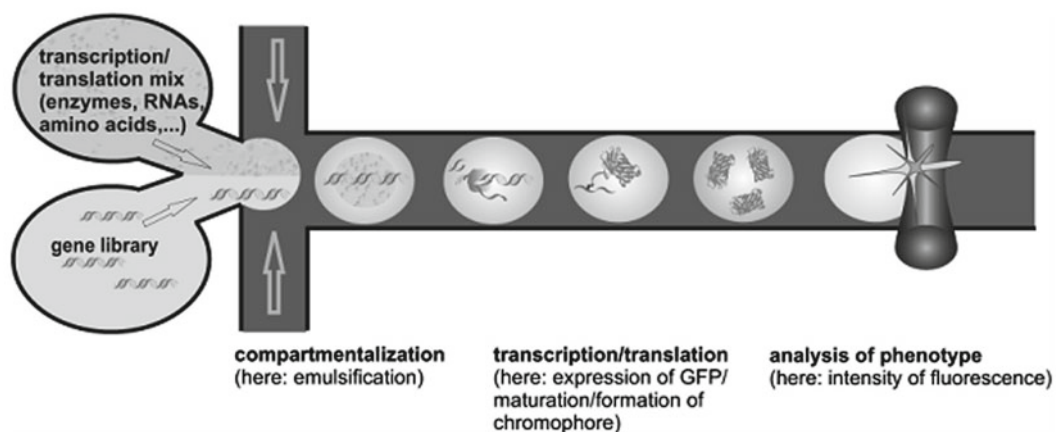 transcription/
translation mix
(enzymes, RNAs,
amino acids,...)
gene library
compartmentalization
(here: emulsification)
transcription/translation
(here: expression of GFP/
maturation/formation of
chromophore)
analysis of phenotype
(here: intensity of fluorescence)